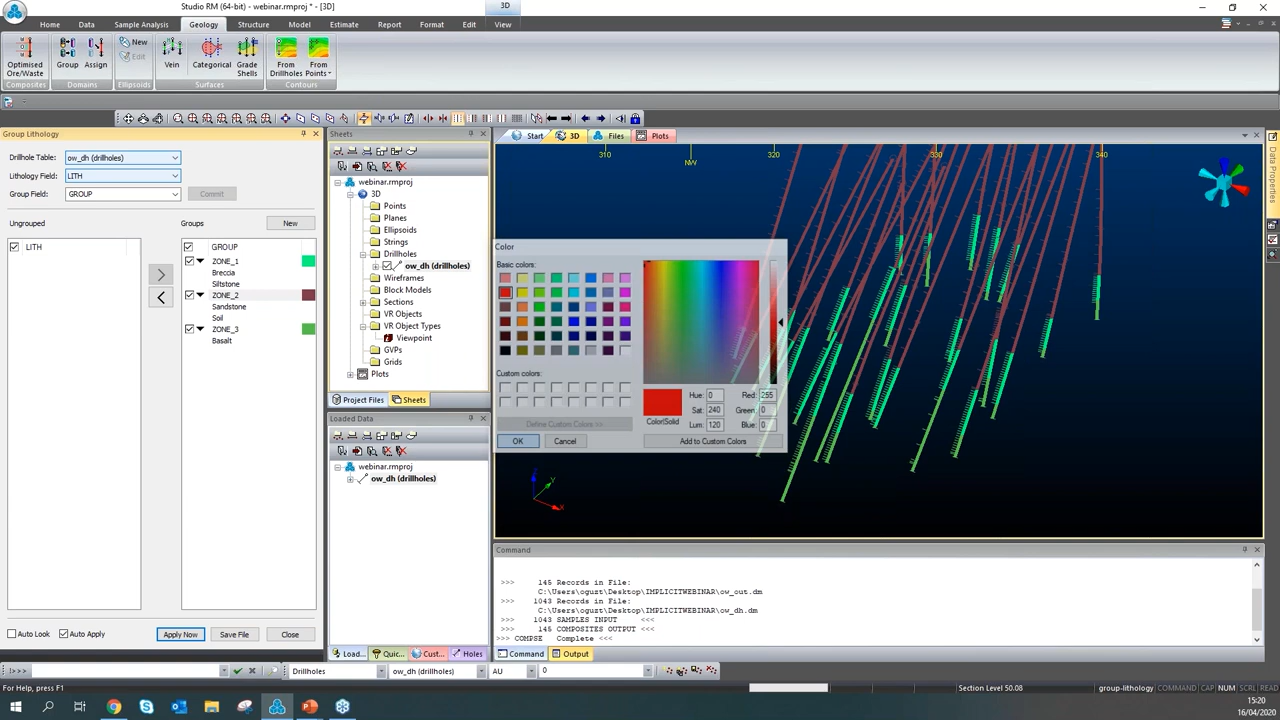 Studio RM (64-bit) - webinar.rmproj * - [3D]
3D
Home Data Sample Analysis Geology Structure Model Estimate Report Format Edit View
New
Edit
Optimised Ore/Waste
Group Assign
Vein Categorical Grade Shells
From Drillholes From Points
Composites Domains Ellipsoids Surfaces Contours
Group Lithology
Drillhole Table: ow_dh (drillholes)
Lithology Field: LITH
Group Field: GROUP Commit
Ungrouped Groups New
LITH
GROUP
ZONE_1
Breccia
Siltstone
ZONE_2
Sandstone
Soil
ZONE_3
Basalt
Auto Look Auto Apply Apply Now Save File Close
Sheets
webinar.rmproj
3D
Points
Planes
Ellipsoids
Strings
Drillholes
ow_dh (drillholes)
Wireframes
Block Models
Sections
VR Objects
VR Object Types
Viewpoint
GVPs
Grids
Plots
Project Files Sheets
Loaded Data
webinar.rmproj
ow_dh (drillholes)
Load... Quic... Cust... Holes
Start 3D Files Plots
310 NW 320 330 340
Color
Basic colors:
Custom colors:
Define Custom Colors >>
OK Cancel
Color|Solid
Hue: 0 Red: 255
Sat: 240 Green: 0
Lum: 120 Blue: 0
Add to Custom Colors
Z Y X
Data Properties
Command
>>> 145 Records in File:
C:\Users\oguzt\Desktop\IMPLICITWEBINAR\ow_out.dm
>>> 1043 Records in File:
C:\Users\oguzt\Desktop\IMPLICITWEBINAR\ow_dh.dm
>>> 1043 SAMPLES INPUT <<<
>>> 145 COMPOSITES OUTPUT <<<
>>> COMPSE Complete <<<
Command Output
!>>> Drillholes ow_dh (drillholes) AU 0
For Help, press F1
Section Level 50.08 group-lithology COMMAND CAP NUM SCRL READ
15:20
16/04/2020